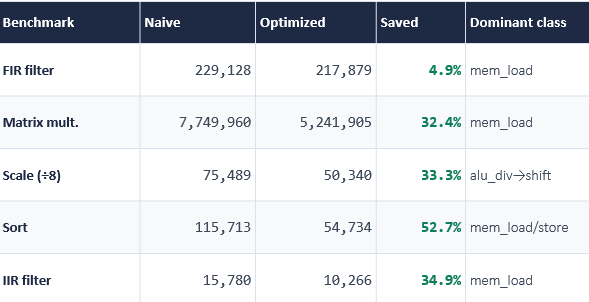 Benchmark Naive Optimized Saved Dominant class
FIR filter 229,128 217,879 4.9% mem_load
Matrix mult. 7,749,960 5,241,905 32.4% mem_load
Scale (÷8) 75,489 50,340 33.3% alu_div→shift
Sort 115,713 54,734 52.7% mem_load/store
IIR filter 15,780 10,266 34.9% mem_load